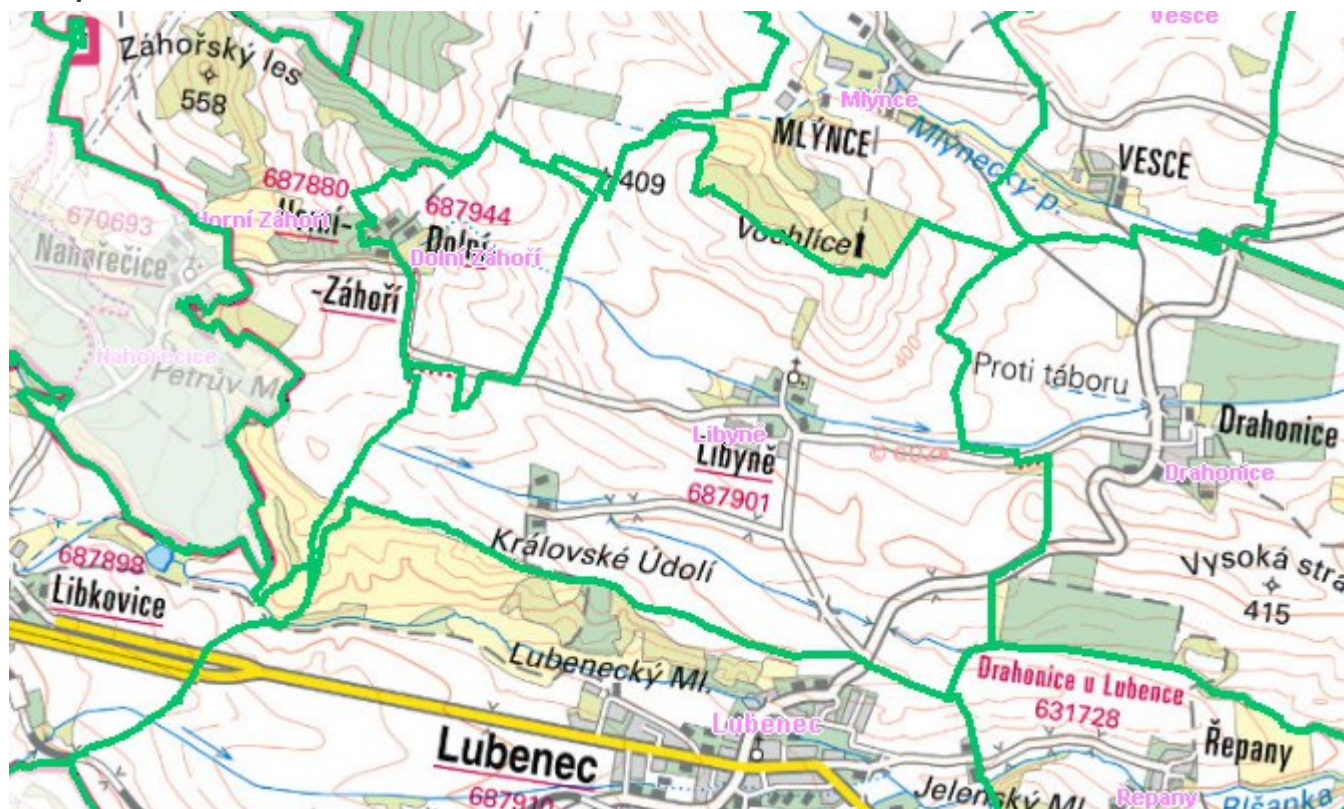 Vesce
Záhořský les
558
Mlýnce
MLÝNCE
Mlýnecký p.
VESCE
409
687880
687944
670693
Horní Záhoří
Horní-
Dolní
Dolní Záhoří
Nahořečice
Vochlice
-Záhoří
400
Nahořečice
Petrův Ml.
Proti táboru
Drahonice
Libyně
Libyně
© ČÚZK
Drahonice
687901
Královské Údolí
687898
Libkovice
Vysoká strá
415
Lubenecký Ml.
Drahonice u Lubence
631728
Lubenec
Lubenec
Řepany
687910
Jelenský Ml.
Řepany